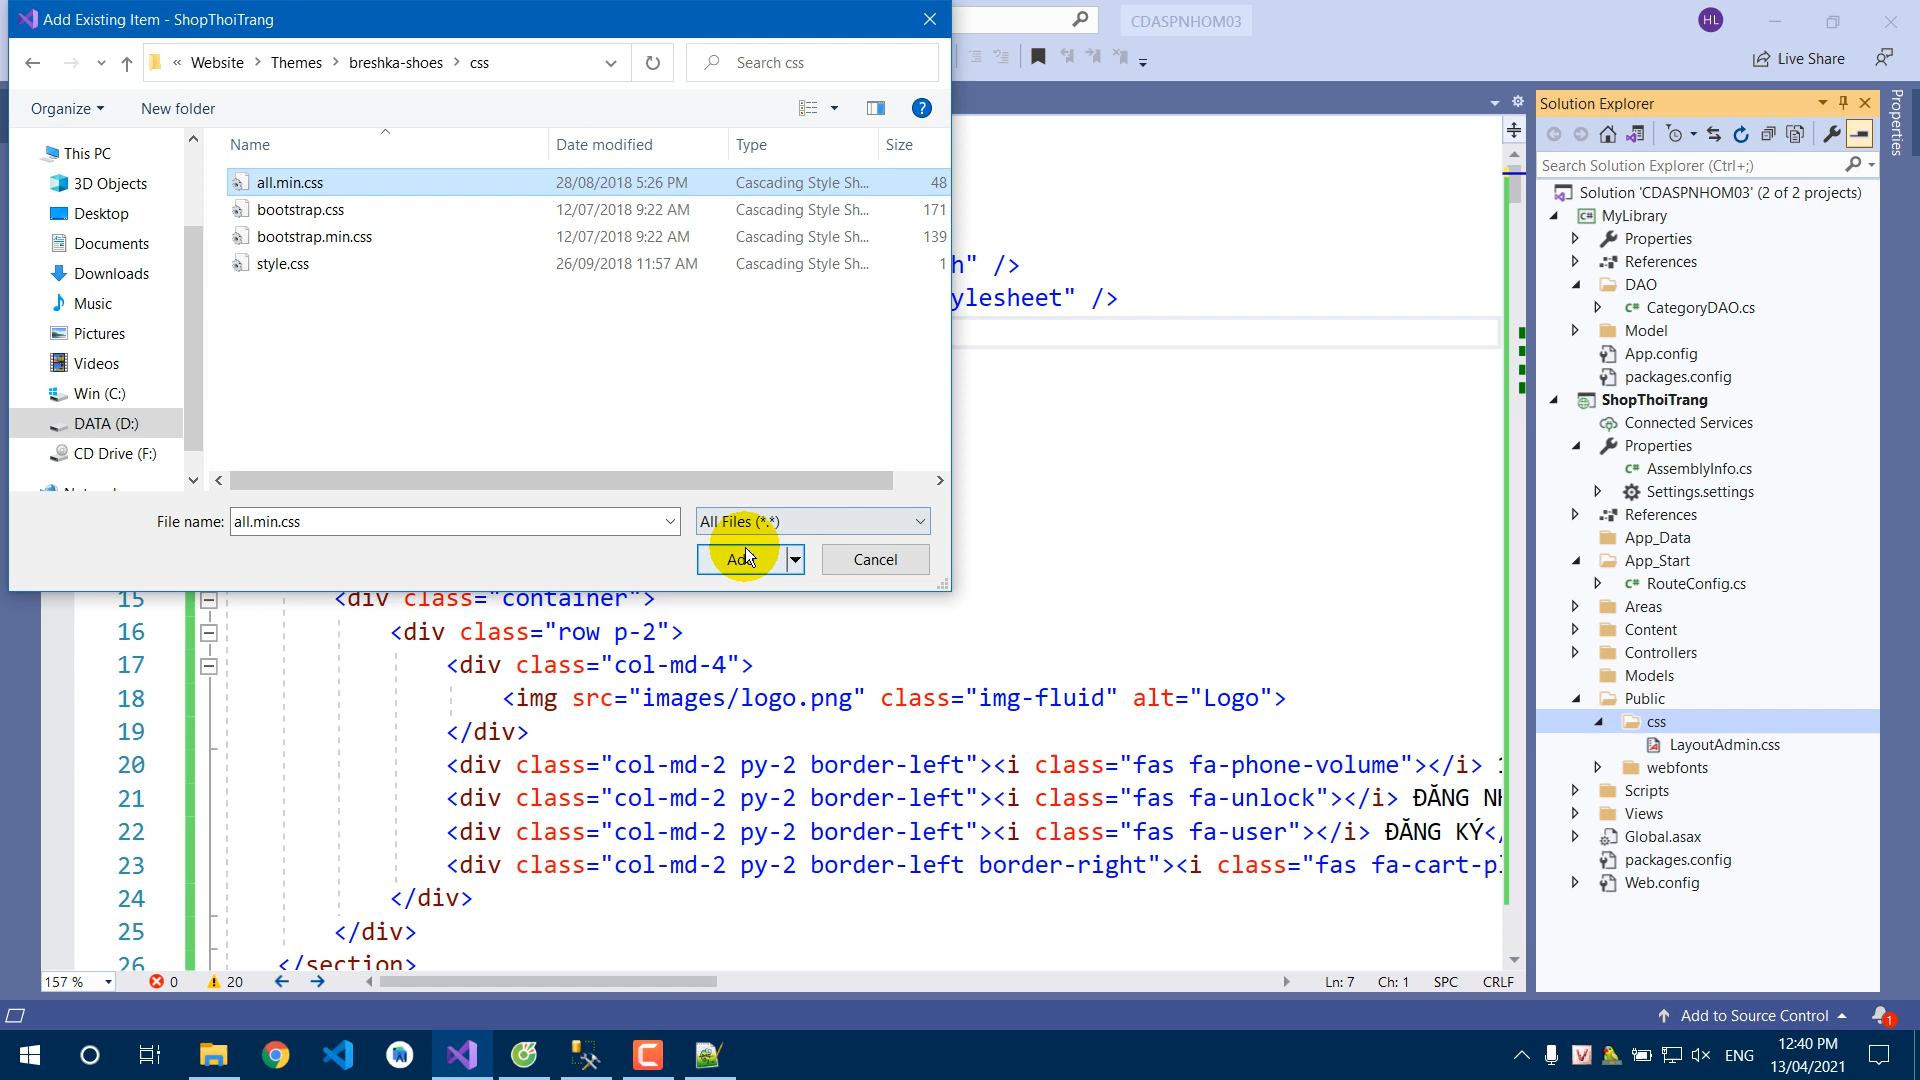 Add Existing Item - ShopThoiTrang
CDASPNHOM03
HL
« Website > Themes > breshka-shoes > css
Search css
Live Share
Organize
New folder
Name
Date modified
Type
Size
This PC
3D Objects
Desktop
Documents
Downloads
Music
Pictures
Videos
Win (C:)
DATA (D:)
CD Drive (F:)
all.min.css 28/08/2018 5:26 PM Cascading Style Sh... 48
bootstrap.css 12/07/2018 9:22 AM Cascading Style Sh... 171
bootstrap.min.css 12/07/2018 9:22 AM Cascading Style Sh... 139
style.css 26/09/2018 11:57 AM Cascading Style Sh... 1
File name: all.min.css
All Files (*.*)
Add
Cancel
h" />
ylesheet" />
15 <div class="container">
16 <div class="row p-2">
17 <div class="col-md-4">
18 <img src="images/logo.png" class="img-fluid" alt="Logo">
19 </div>
20 <div class="col-md-2 py-2 border-left"><i class="fas fa-phone-volume"></i>
21 <div class="col-md-2 py-2 border-left"><i class="fas fa-unlock"></i> ĐĂNG NH
22 <div class="col-md-2 py-2 border-left"><i class="fas fa-user"></i> ĐĂNG KÝ</
23 <div class="col-md-2 py-2 border-left border-right"><i class="fas fa-cart-pl
24 </div>
25 </div>
26 </section>
157 %
0
20
Ln: 7 Ch: 1 SPC CRLF
Solution Explorer
Search Solution Explorer (Ctrl+;)
Solution 'CDASPNHOM03' (2 of 2 projects)
MyLibrary
Properties
References
DAO
CategoryDAO.cs
Model
App.config
packages.config
ShopThoiTrang
Connected Services
Properties
AssemblyInfo.cs
Settings.settings
References
App_Data
App_Start
RouteConfig.cs
Areas
Content
Controllers
Models
Public
css
LayoutAdmin.css
webfonts
Scripts
Views
Global.asax
packages.config
Web.config
Properties
Add to Source Control
1
ENG
12:40 PM
13/04/2021